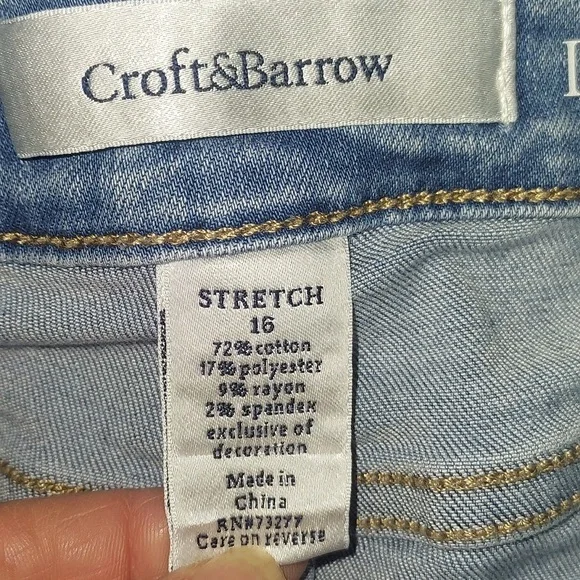 Croft&Barrow
STRETCH
16
72% cotton
17% polyester
9% rayon
2% spandex
exclusive of
decoration
Made in
China
RN#73277
Care on reverse